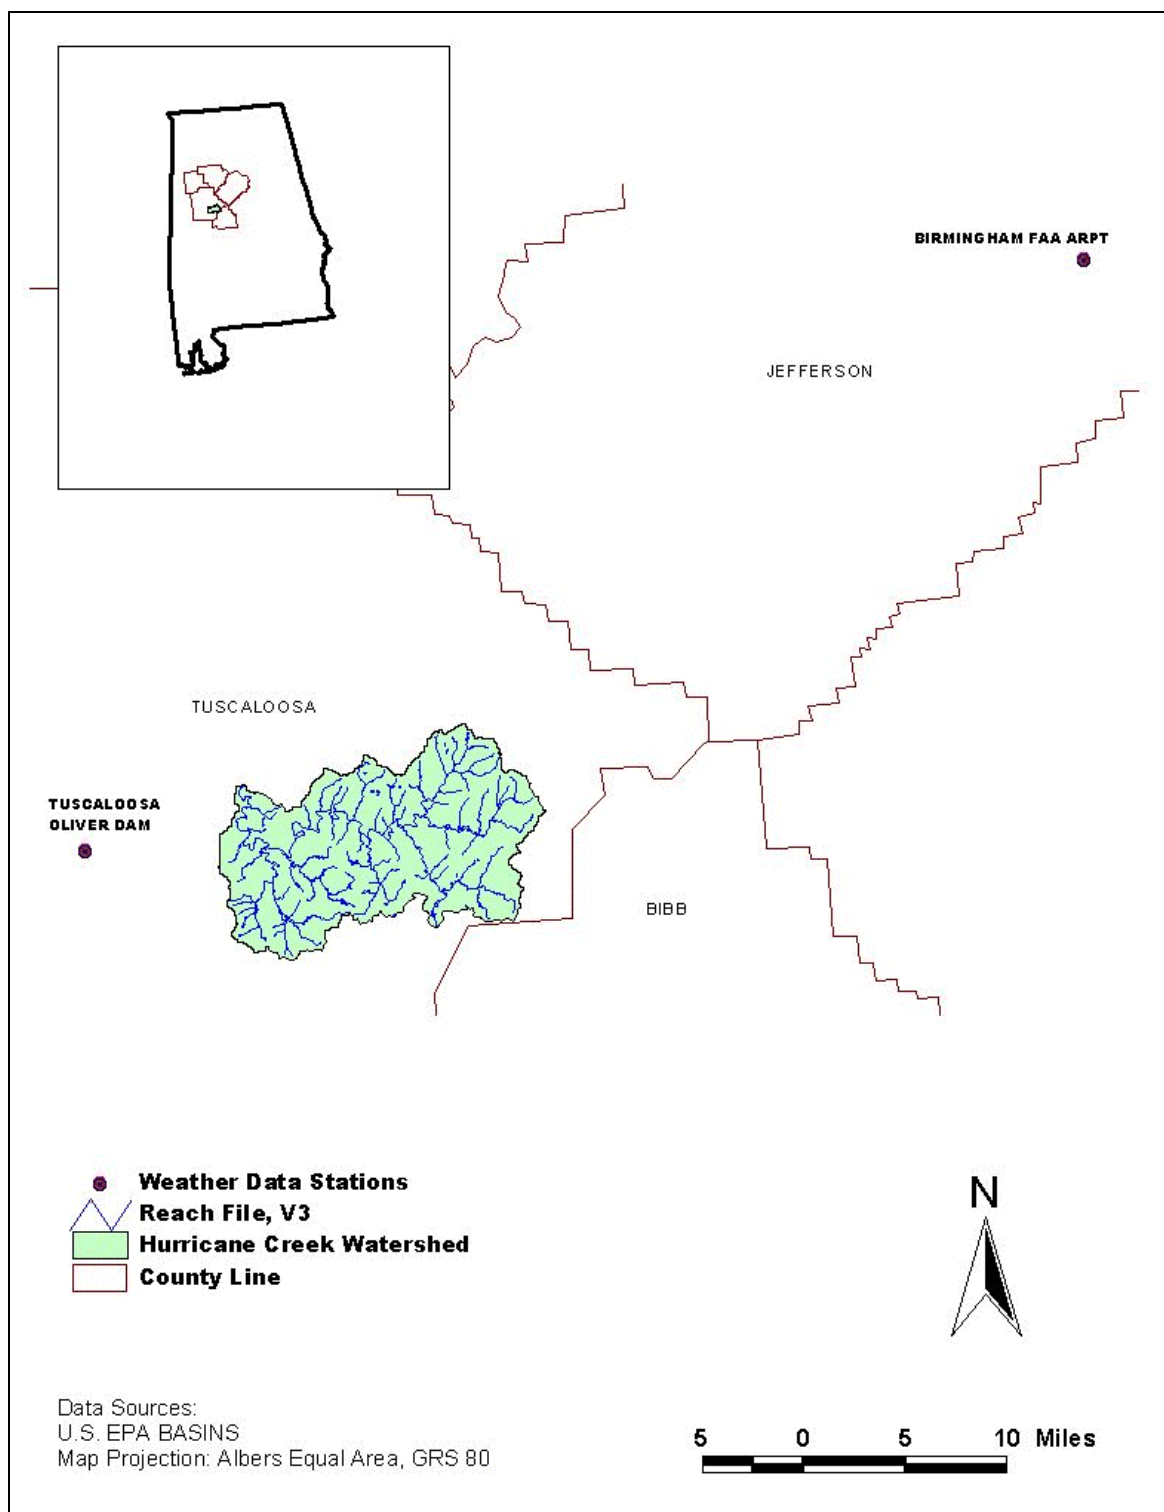 BIRMINGHAM FAA ARPT
JEFFERSON
TUSCALOOSA
TUSCALOOSA
OLIVER DAM
BIBB
Weather Data Stations
Reach File, V3
Hurricane Creek Watershed
County Line
N
Data Sources:
U.S. EPA BASINS
Map Projection: Albers Equal Area, GRS 80
5 0 5 10 Miles